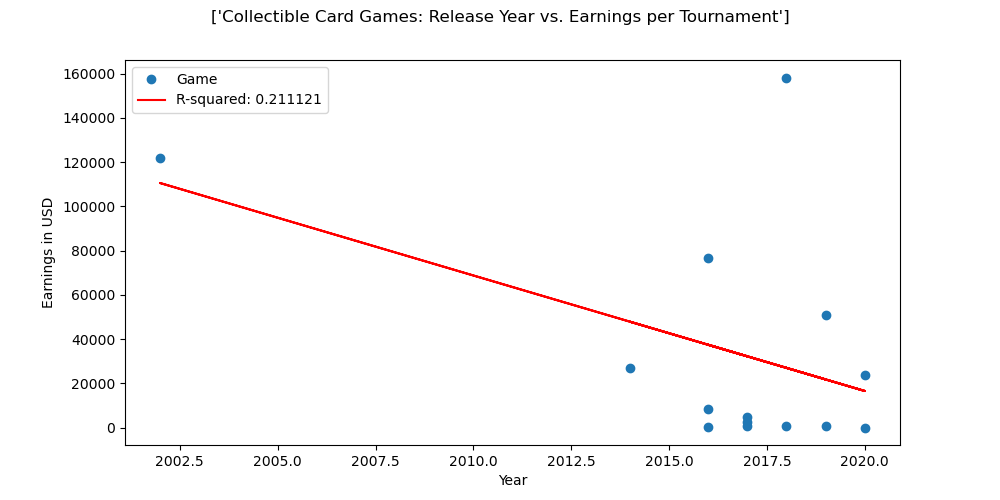 ['Collectible Card Games: Release Year vs. Earnings per Tournament']
Game
R-squared: 0.211121
160000
140000
120000
100000
80000
60000
40000
20000
0
Earnings in USD
2002.5 2005.0 2007.5 2010.0 2012.5 2015.0 2017.5 2020.0
Year